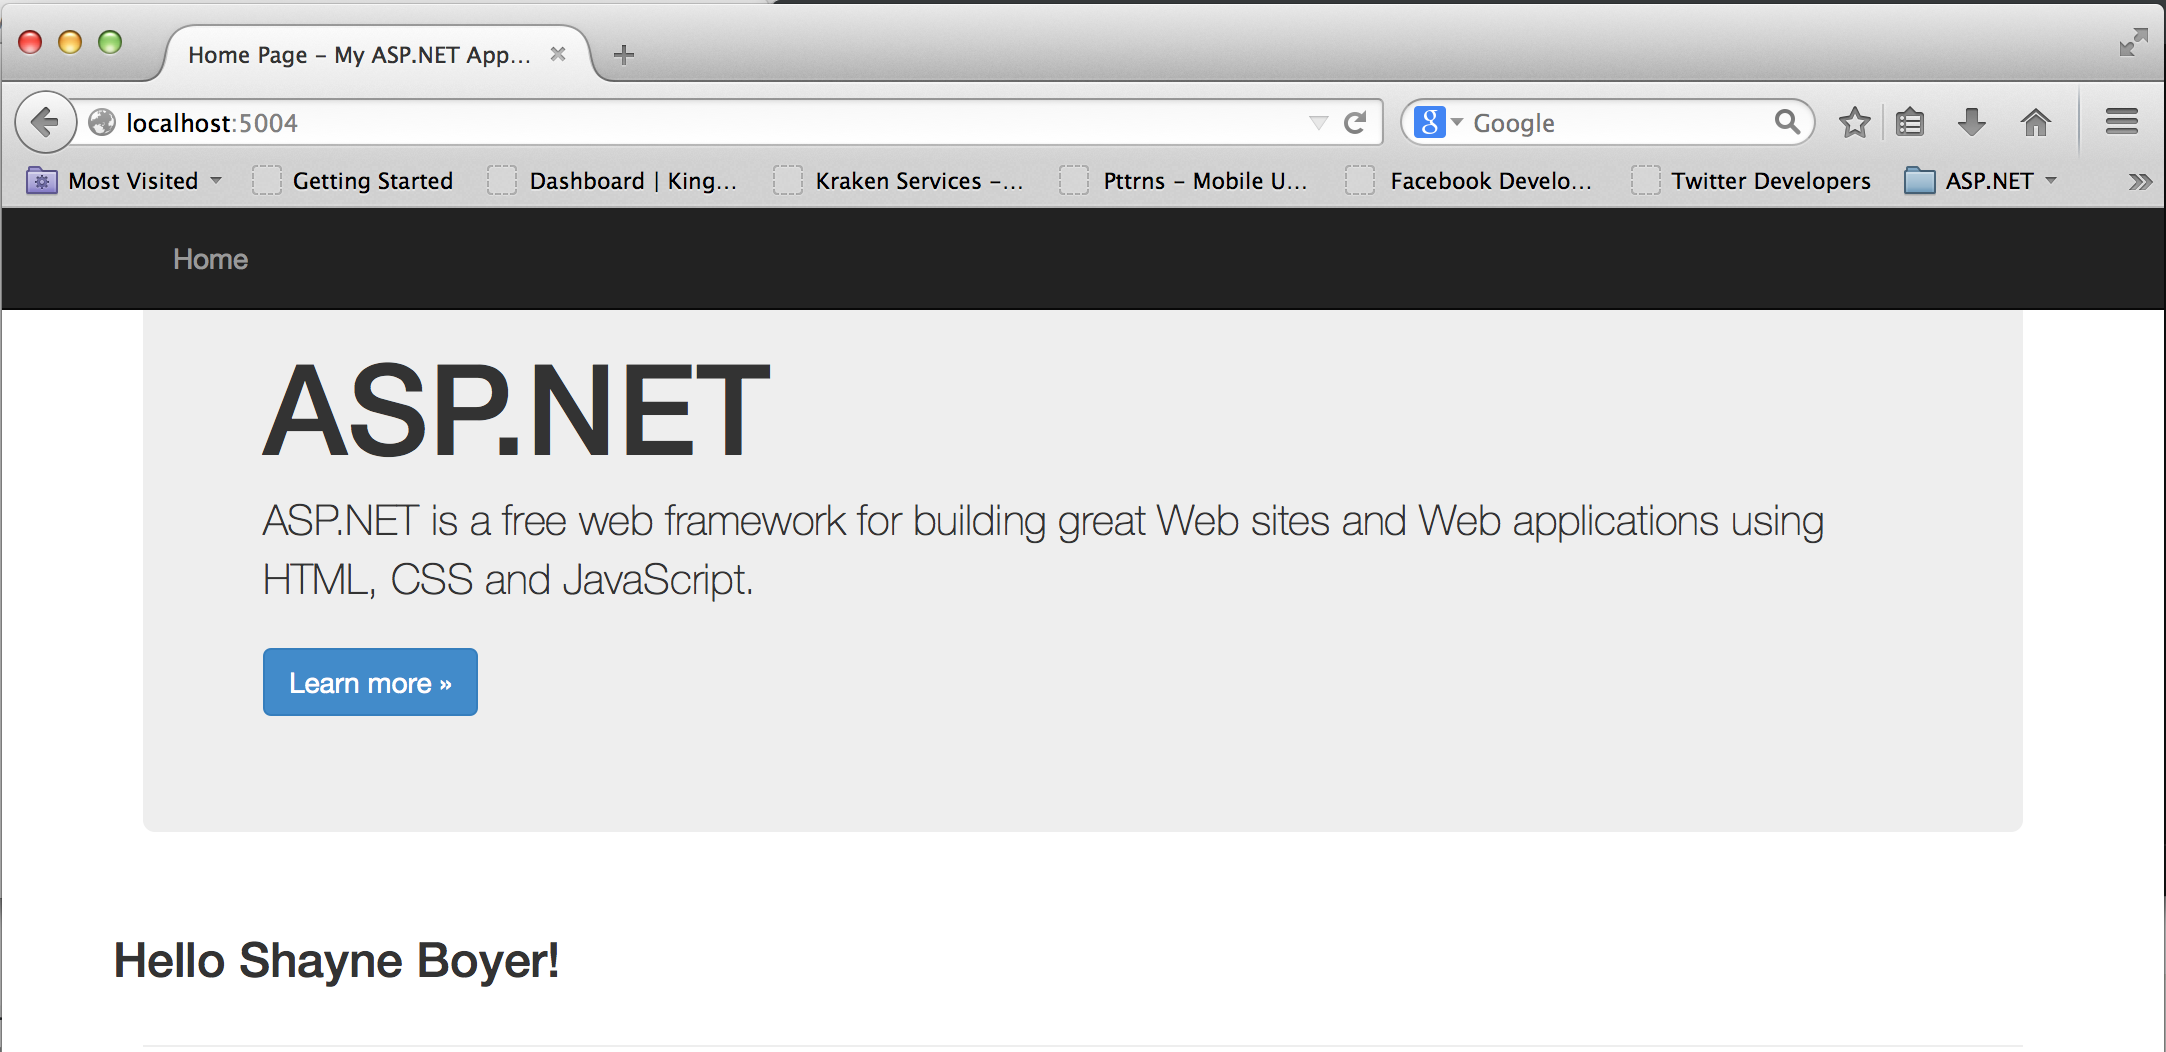 Home Page – My ASP.NET App...
localhost:5004
Google
Most Visited Getting Started Dashboard | King... Kraken Services –... Pttrns – Mobile U... Facebook Develo... Twitter Developers ASP.NET
Home
ASP.NET
ASP.NET is a free web framework for building great Web sites and Web applications using
HTML, CSS and JavaScript.
Learn more »
Hello Shayne Boyer!